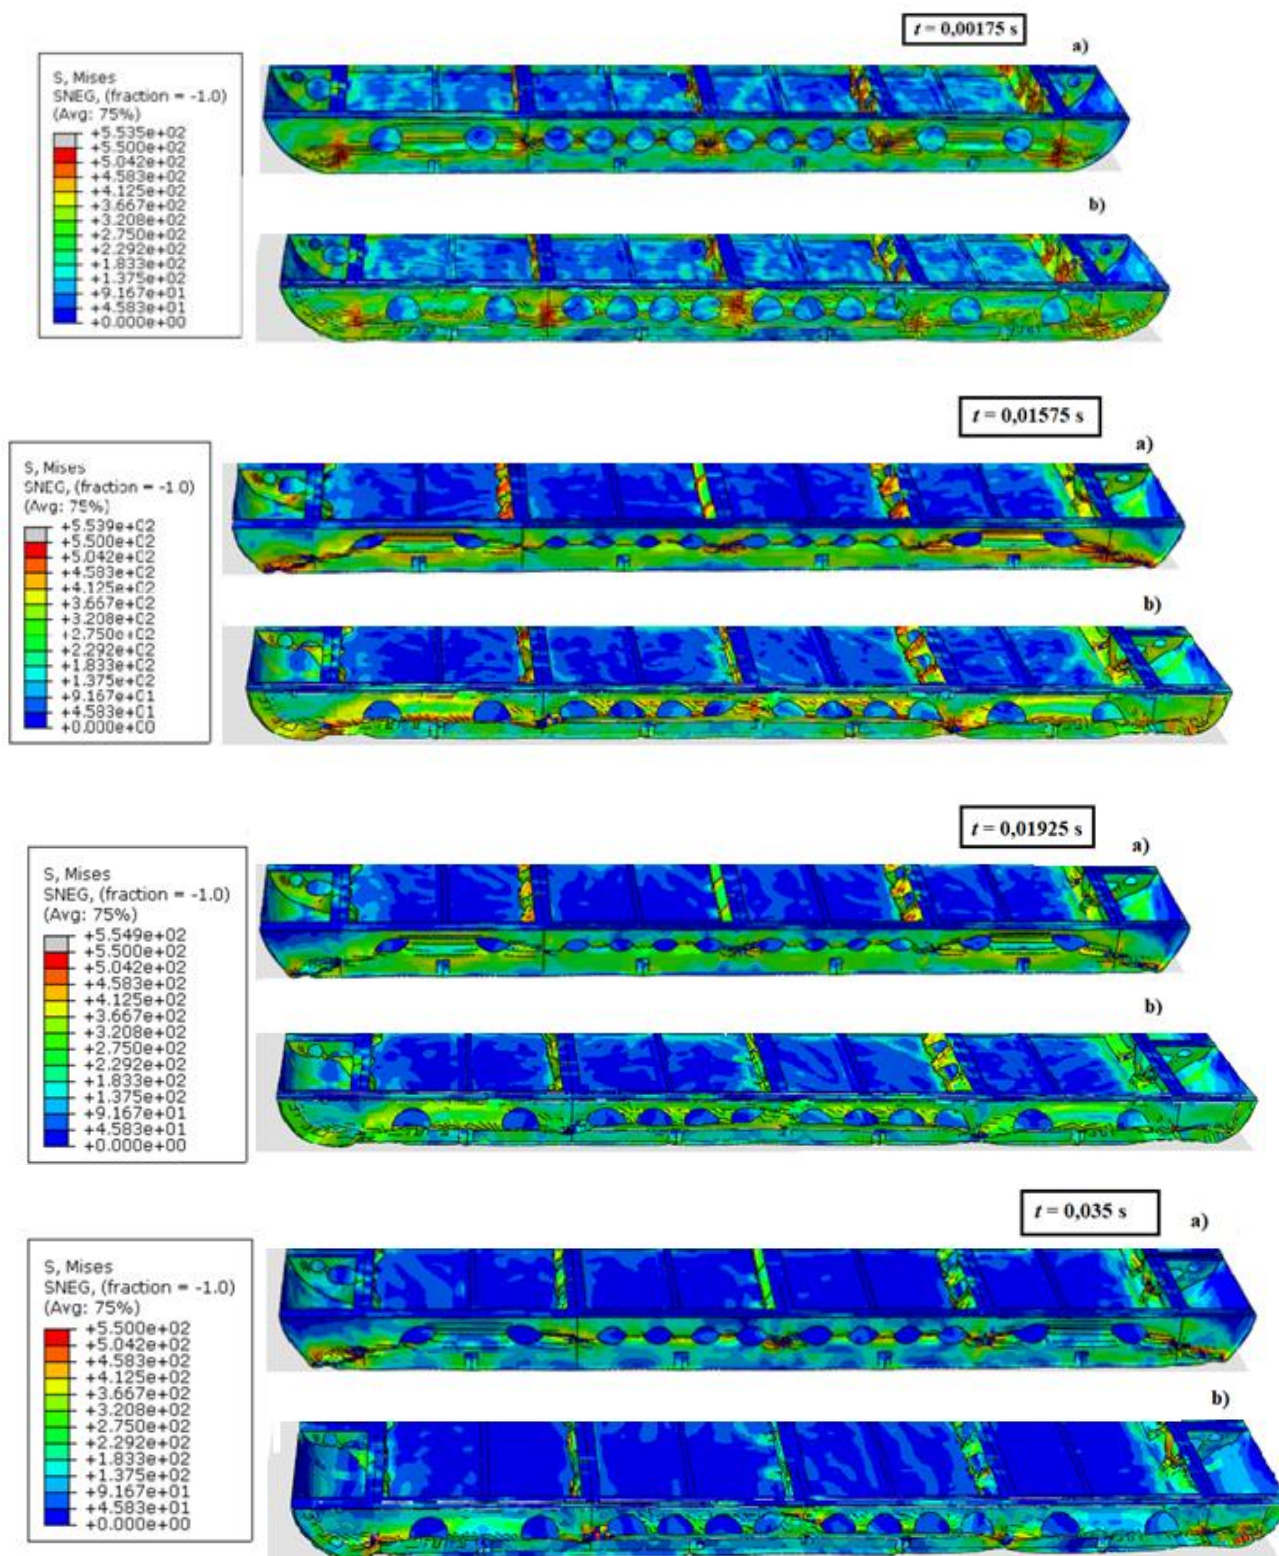 t = 0,00175 s
a)
S, Mises
SNEG, (fraction = -1.0)
(Avg: 75%)
+5.535e+02
+5.500e+02
+5.042e+02
+4.583e+02
+4.125e+02
+3.667e+02
+3.208e+02
+2.750e+02
+2.292e+02
+1.833e+02
+1.375e+02
+9.167e+01
+4.583e+01
+0.000e+00
b)
t = 0,01575 s
a)
S, Mises
SNEG, (fraction = -1.0)
(Avg: 75%)
+5.539e+02
+5.500e+02
+5.042e+02
+4.583e+02
+4.125e+02
+3.667e+02
+3.208e+02
+2.750e+02
+2.292e+02
+1.833e+02
+1.375e+02
+9.167e+01
+4.583e+01
+0.000e+00
b)
t = 0,01925 s
a)
S, Mises
SNEG, (fraction = -1.0)
(Avg: 75%)
+5.549e+02
+5.500e+02
+5.042e+02
+4.583e+02
+4.125e+02
+3.667e+02
+3.208e+02
+2.750e+02
+2.292e+02
+1.833e+02
+1.375e+02
+9.167e+01
+4.583e+01
+0.000e+00
b)
t = 0,035 s
a)
S, Mises
SNEG, (fraction = -1.0)
(Avg: 75%)
+5.500e+02
+5.042e+02
+4.583e+02
+4.125e+02
+3.667e+02
+3.208e+02
+2.750e+02
+2.292e+02
+1.833e+02
+1.375e+02
+9.167e+01
+4.583e+01
+0.000e+00
b)